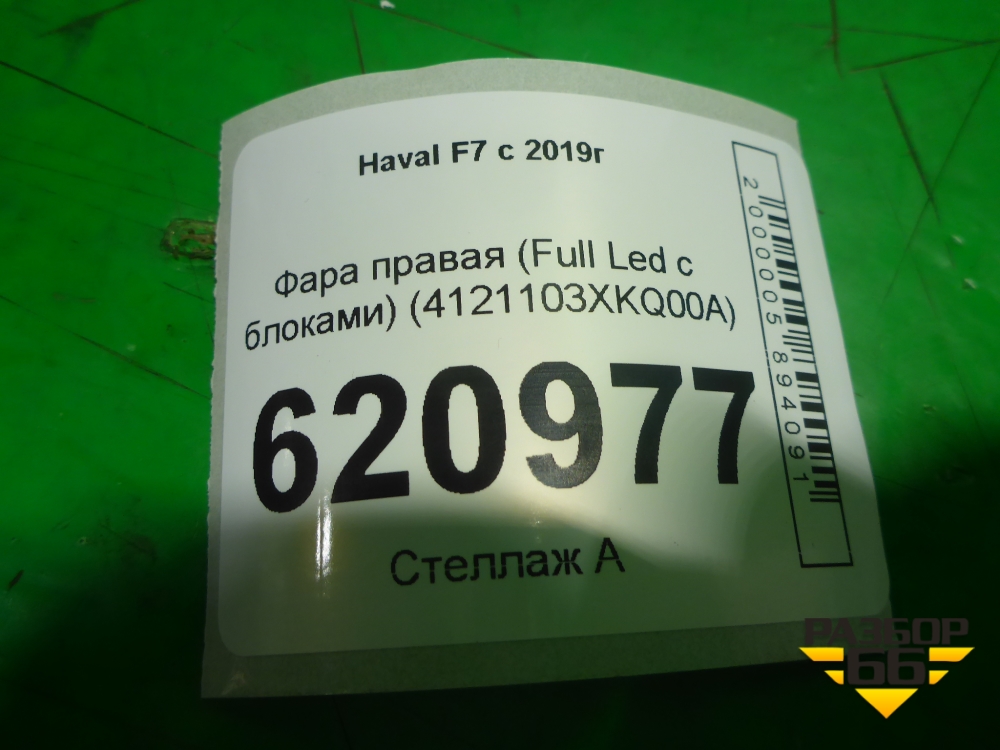 Haval F7 с 2019г
Фара правая (Full Led с
блоками) (4121103XKQ00A)
620977
Стеллаж А
2000005894091
РАЗБОР
66